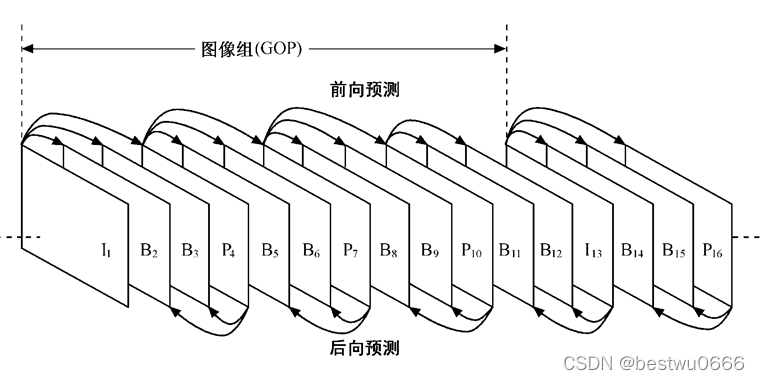 图像组(GOP)
前向预测
I₁ B₂ B₃ P₄ B₅ B₆ P₇ B₈ B₉ P₁₀ B₁₁ B₁₂ I₁₃ B₁₄ B₁₅ P₁₆
后向预测
CSDN @bestwu0666